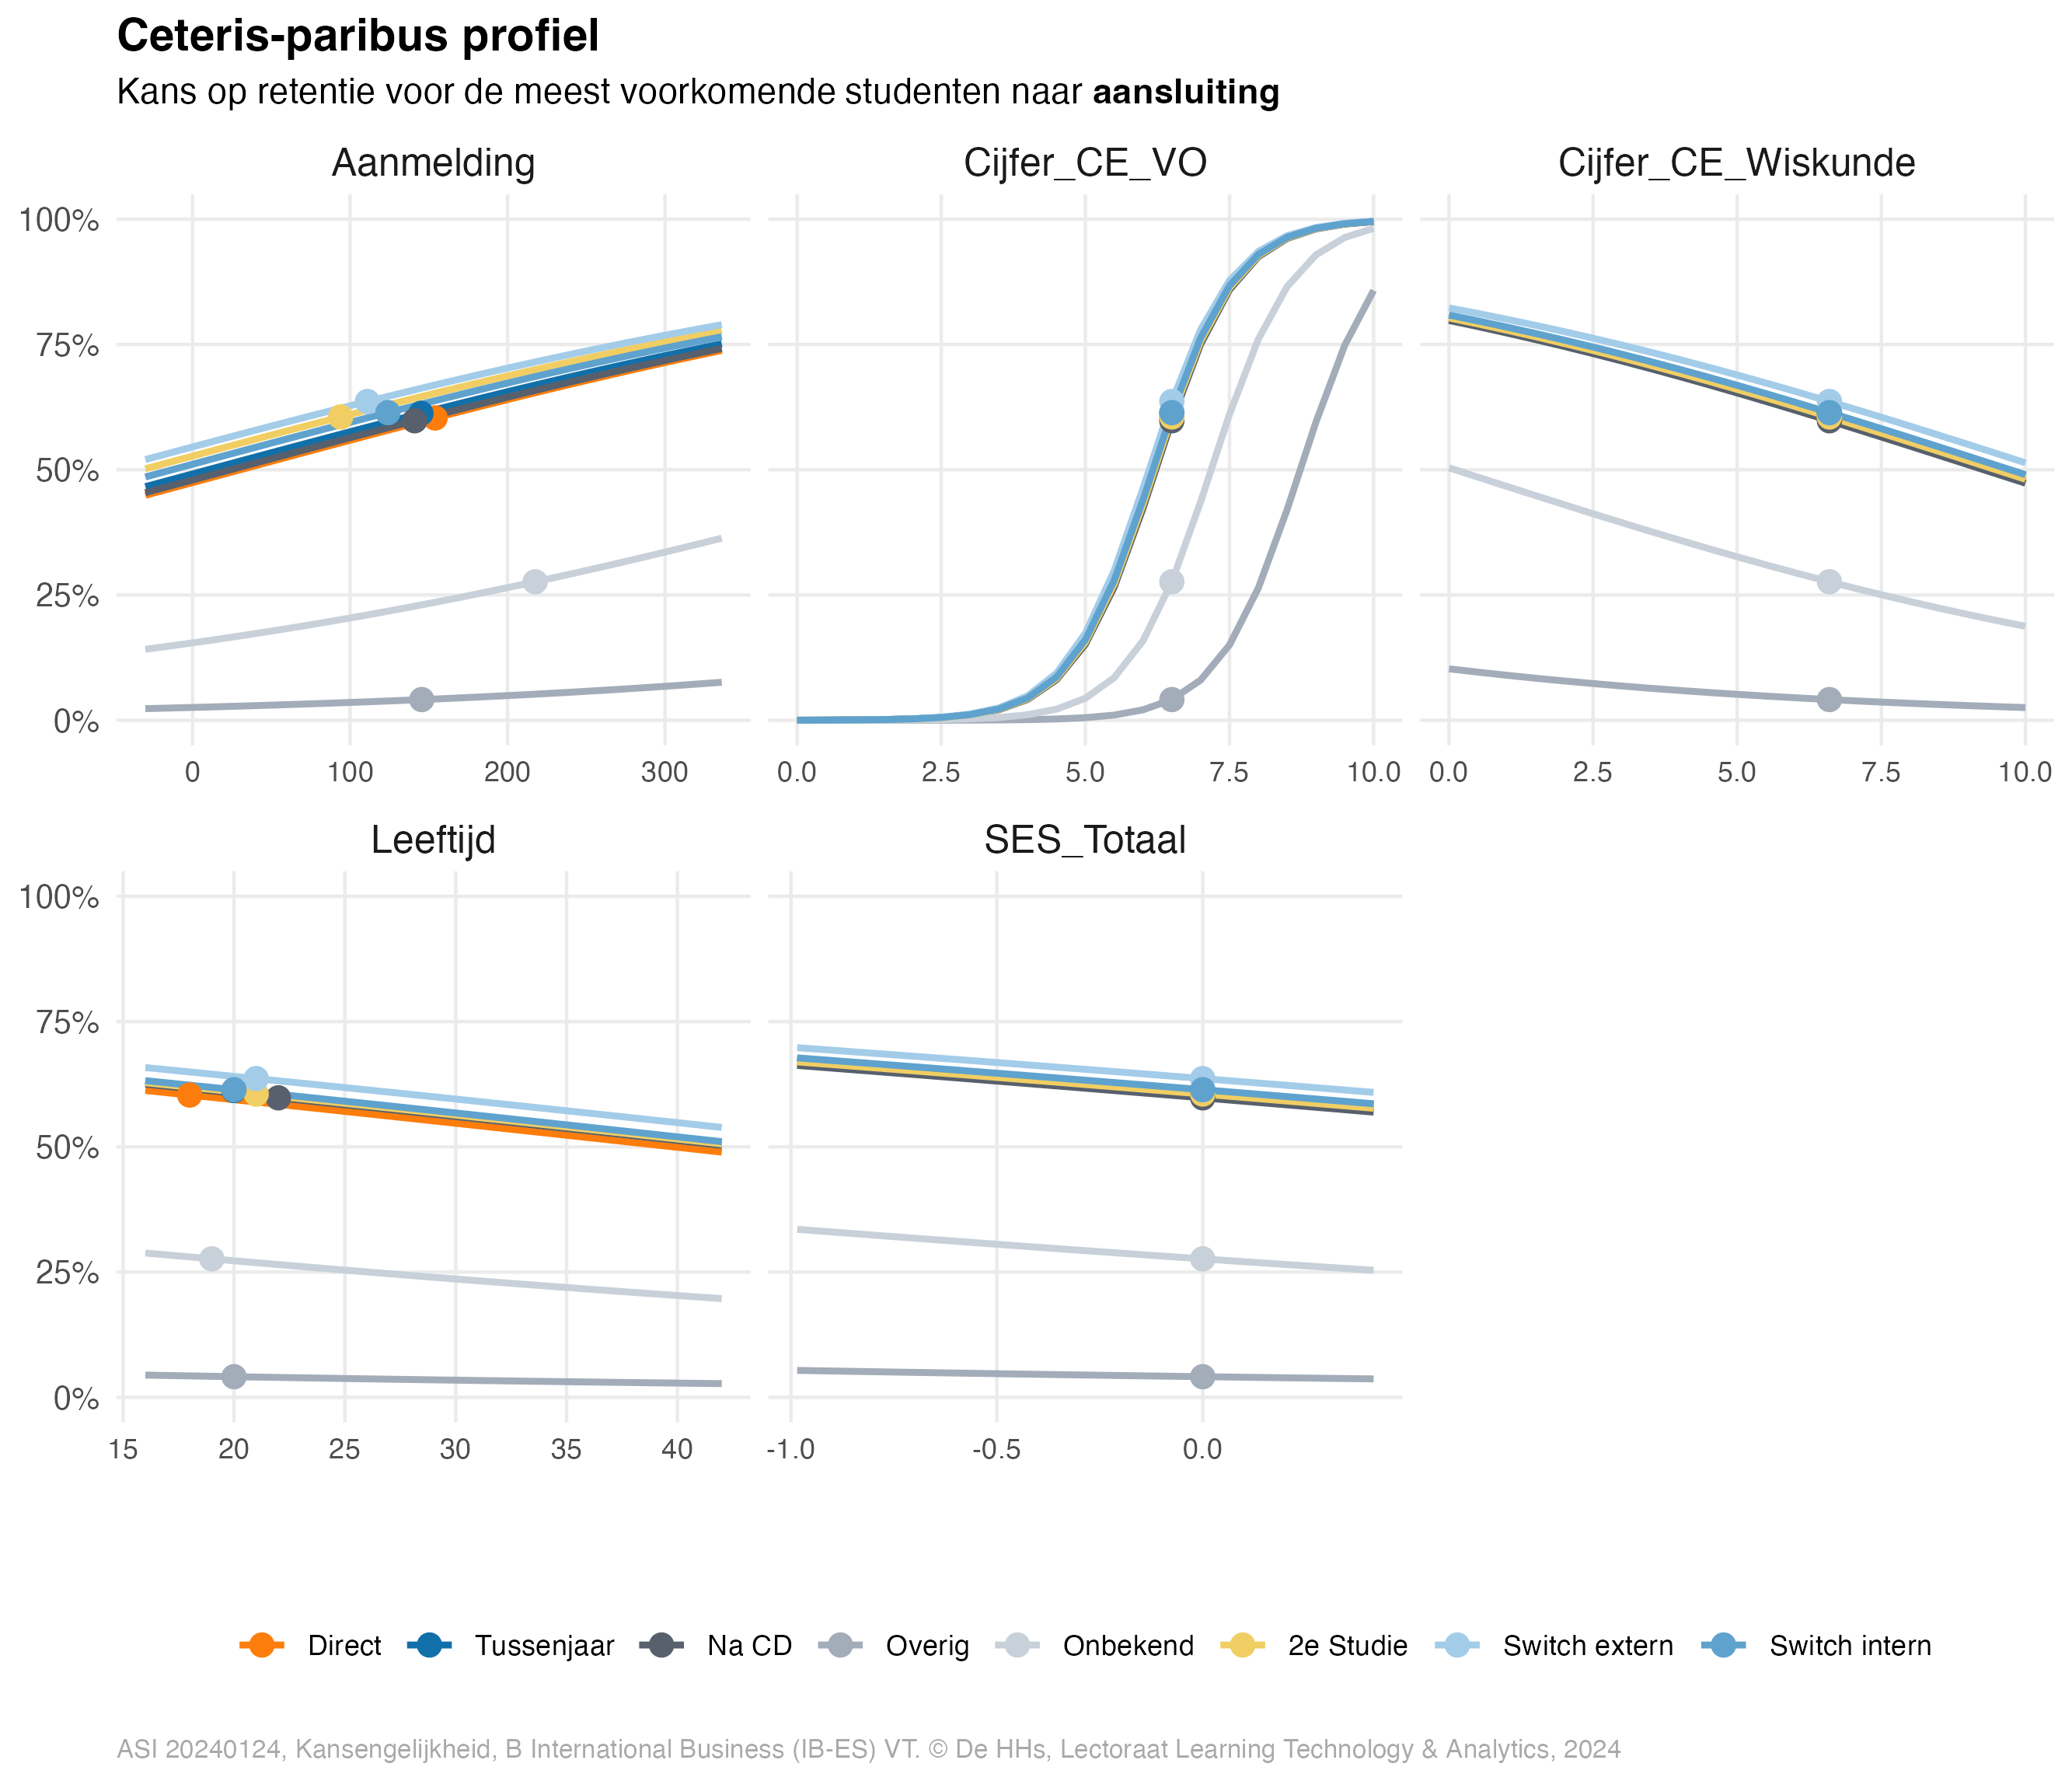 Ceteris-paribus profiel
Kans op retentie voor de meest voorkomende studenten naar aansluiting
Aanmelding
Cijfer_CE_VO
Cijfer_CE_Wiskunde
100%
75%
50%
25%
0%
0 100 200 300
0.0 2.5 5.0 7.5 10.0
0.0 2.5 5.0 7.5 10.0
Leeftijd
SES_Totaal
100%
75%
50%
25%
0%
15 20 25 30 35 40
-1.0 -0.5 0.0
Direct Tussenjaar Na CD Overig Onbekend 2e Studie Switch extern Switch intern
ASI 20240124, Kansengelijkheid, B International Business (IB-ES) VT. © De HHs, Lectoraat Learning Technology & Analytics, 2024